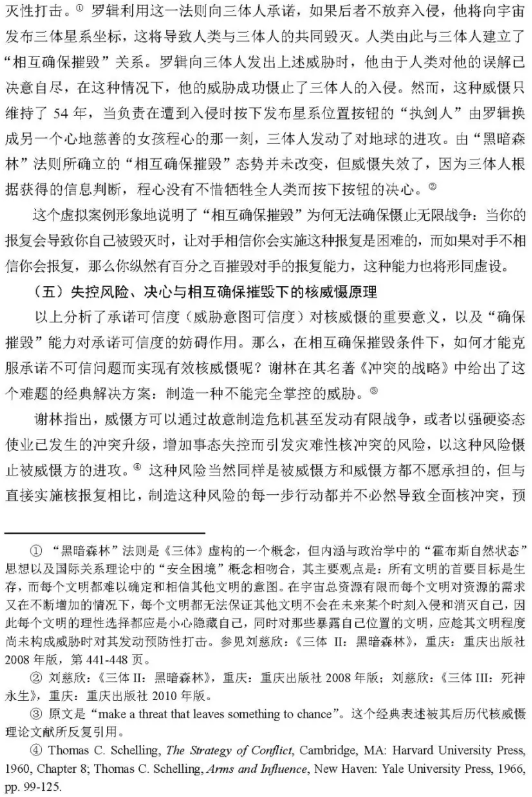 灭性打击。① 罗辑利用这一法则向三体人承诺，如果后者不放弃入侵，他将向宇宙
发布三体星系坐标，这将导致人类与三体人的共同毁灭。人类由此与三体人建立了
“相互确保摧毁”关系。罗辑向三体人发出上述威胁时，他由于人类对他的误解已
决意自尽，在这种情况下，他的威胁成功慑止了三体人的入侵。然而，这种威慑只
维持了 54 年，当负责在遭到入侵时按下发布星系位置按钮的“执剑人”由罗辑换
成另一个心地慈善的女孩程心的那一刻，三体人发动了对地球的进攻。由“黑暗森
林”法则所确立的“相互确保摧毁”态势并未改变，但威慑失效了，因为三体人根
据获得的信息判断，程心没有不惜牺牲全人类而按下按钮的决心。②
这个虚拟案例形象地说明了“相互确保摧毁”为何无法确保慑止无限战争：当你的
报复会导致你自己被毁灭时，让对手相信你会实施这种报复是困难的，而如果对手不相
信你会报复，那么你纵然有百分之百摧毁对手的报复能力，这种能力也将形同虚设。
（五）失控风险、决心与相互确保摧毁下的核威慑原理
以上分析了承诺可信度（威胁意图可信度）对核威慑的重要意义，以及“确保
摧毁”能力对承诺可信度的妨碍作用。那么，在相互确保摧毁条件下，如何才能克
服承诺不可信问题而实现有效核威慑呢？谢林在其名著《冲突的战略》中给出了这
个难题的经典解决方案：制造一种不能完全掌控的威胁。③
谢林指出，威慑方可以通过故意制造危机甚至发动有限战争，或者以强硬姿态
使业已发生的冲突升级，增加事态失控而引发灾难性核冲突的风险，以这种风险慑
止被威慑方的进攻。④ 这种风险当然同样是被威慑方和威慑方都不愿承担的，但与
直接实施核报复相比，制造这种风险的每一步行动都并不必然导致全面核冲突，预
① “黑暗森林”法则是《三体》虚构的一个概念，但内涵与政治学中的“霍布斯自然状态”
思想以及国际关系理论中的“安全困境”概念相吻合，其主要观点是：所有文明的首要目标是生
存，而每个文明都难以确定和相信其他文明的意图。在宇宙总资源有限而每个文明对资源的需求
又在不断增加的情况下，每个文明都无法保证其他文明不会在未来某个时刻入侵和消灭自己，因
此每个文明的理性选择都应是小心隐藏自己，同时对那些暴露自己位置的文明，应趁其文明程度
尚未构成威胁时对其发动预防性打击。参见刘慈欣：《三体 II：黑暗森林》，重庆：重庆出版社
2008 年版，第 441-448 页。
② 刘慈欣：《三体 II：黑暗森林》，重庆：重庆出版社 2008 年版；刘慈欣：《三体 III：死神
永生》，重庆：重庆出版社 2010 年版。
③ 原文是“make a threat that leaves something to chance”。这个经典表述被其后历代核威慑
理论文献所反复引用。
④ Thomas C. Schelling, The Strategy of Conflict, Cambridge, MA: Harvard University Press,
1960, Chapter 8; Thomas C. Schelling, Arms and Influence, New Haven: Yale University Press, 1966,
pp. 99-125.